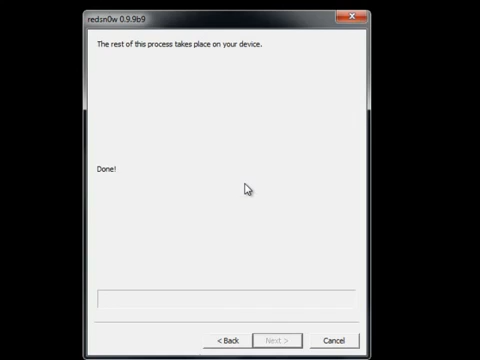 redsn0w 0.9.9b9
The rest of this process takes place on your device.
Done!
< Back
Next >
Cancel